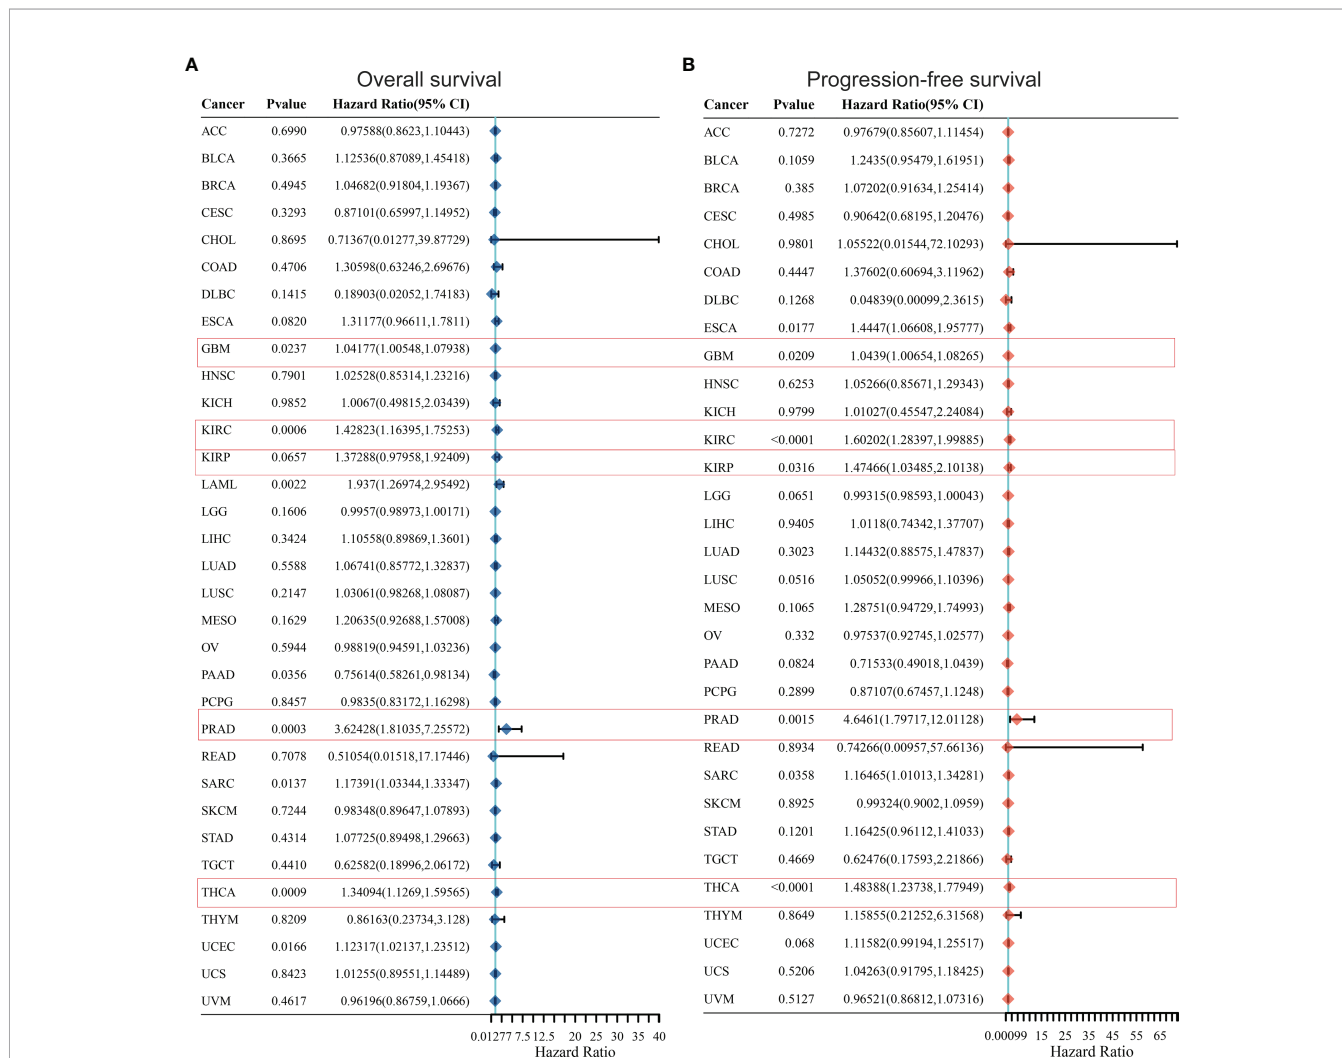 A
Overall survival
Cancer Pvalue Hazard Ratio(95% CI)
ACC 0.6990 0.97588(0.8623,1.10443)
BLCA 0.3665 1.12536(0.87089,1.45418)
BRCA 0.4945 1.04682(0.91804,1.19367)
CESC 0.3293 0.87101(0.65997,1.14952)
CHOL 0.8695 0.71367(0.01277,39.87729)
COAD 0.4706 1.30598(0.63246,2.69676)
DLBC 0.1415 0.18903(0.02052,1.74183)
ESCA 0.0820 1.31177(0.96611,1.7811)
GBM 0.0237 1.04177(1.00548,1.07938)
HNSC 0.7901 1.02528(0.85314,1.23216)
KICH 0.9852 1.0067(0.49815,2.03439)
KIRC 0.0006 1.42823(1.16395,1.75253)
KIRP 0.0657 1.37288(0.97958,1.92409)
LAML 0.0022 1.937(1.26974,2.95492)
LGG 0.1606 0.9957(0.98973,1.00171)
LIHC 0.3424 1.10558(0.89869,1.3601)
LUAD 0.5588 1.06741(0.85772,1.32837)
LUSC 0.2147 1.03061(0.98268,1.08087)
MESO 0.1629 1.20635(0.92688,1.57008)
OV 0.5944 0.98819(0.94591,1.03236)
PAAD 0.0356 0.75614(0.58261,0.98134)
PCPG 0.8457 0.9835(0.83172,1.16298)
PRAD 0.0003 3.62428(1.81035,7.25572)
READ 0.7078 0.51054(0.01518,17.17446)
SARC 0.0137 1.17391(1.03344,1.33347)
SKCM 0.7244 0.98348(0.89647,1.07893)
STAD 0.4314 1.07725(0.89498,1.29663)
TGCT 0.4410 0.62582(0.18996,2.06172)
THCA 0.0009 1.34094(1.1269,1.59565)
THYM 0.8209 0.86163(0.23734,3.128)
UCEC 0.0166 1.12317(1.02137,1.23512)
UCS 0.8423 1.01255(0.89551,1.14489)
UVM 0.4617 0.96196(0.86759,1.0666)
0.01277 7.5 12.5 20 25 30 35 40
Hazard Ratio
B
Progression-free survival
Cancer Pvalue Hazard Ratio(95% CI)
ACC 0.7272 0.97679(0.85607,1.11454)
BLCA 0.1059 1.2435(0.95479,1.61951)
BRCA 0.385 1.07202(0.91634,1.25414)
CESC 0.4985 0.90642(0.68195,1.20476)
CHOL 0.9801 1.05522(0.01544,72.10293)
COAD 0.4447 1.37602(0.60694,3.11962)
DLBC 0.1268 0.04839(0.00099,2.3615)
ESCA 0.0177 1.4447(1.06608,1.95777)
GBM 0.0209 1.0439(1.00654,1.08265)
HNSC 0.6253 1.05266(0.85671,1.29343)
KICH 0.9799 1.01027(0.45547,2.24084)
KIRC <0.0001 1.60202(1.28397,1.99885)
KIRP 0.0316 1.47466(1.03485,2.10138)
LGG 0.0651 0.99315(0.98593,1.00043)
LIHC 0.9405 1.0118(0.74342,1.37707)
LUAD 0.3023 1.14432(0.88575,1.47837)
LUSC 0.0516 1.05052(0.99966,1.10396)
MESO 0.1065 1.28751(0.94729,1.74993)
OV 0.332 0.97537(0.92745,1.02577)
PAAD 0.0824 0.71533(0.49018,1.0439)
PCPG 0.2899 0.87107(0.67457,1.1248)
PRAD 0.0015 4.6461(1.79717,12.01128)
READ 0.8934 0.74266(0.00957,57.66136)
SARC 0.0358 1.16465(1.01013,1.34281)
SKCM 0.8925 0.99324(0.9002,1.0959)
STAD 0.1201 1.16425(0.96112,1.41033)
TGCT 0.4669 0.62476(0.17593,2.21866)
THCA <0.0001 1.48388(1.23738,1.77949)
THYM 0.8649 1.15855(0.21252,6.31568)
UCEC 0.068 1.11582(0.99194,1.25517)
UCS 0.5206 1.04263(0.91795,1.18425)
UVM 0.5127 0.96521(0.86812,1.07316)
0.00099 15 25 35 45 55 65
Hazard Ratio